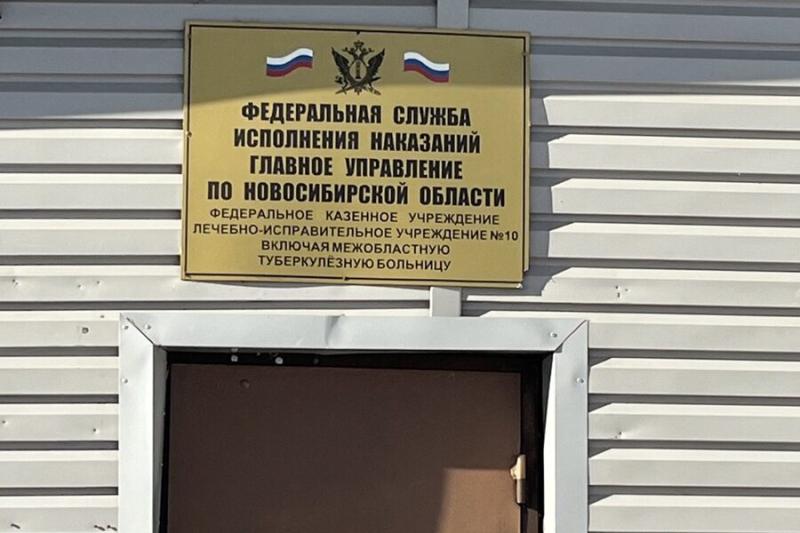 ФЕДЕРАЛЬНАЯ СЛУЖБА
ИСПОЛНЕНИЯ НАКАЗАНИЙ
ГЛАВНОЕ УПРАВЛЕНИЕ
ПО НОВОСИБИРСКОЙ ОБЛАСТИ
ФЕДЕРАЛЬНОЕ КАЗЕННОЕ УЧРЕЖДЕНИЕ
ЛЕЧЕБНО-ИСПРАВИТЕЛЬНОЕ УЧРЕЖДЕНИЕ №10
ВКЛЮЧАЯ МЕЖОБЛАСТНУЮ
ТУБЕРКУЛЁЗНУЮ БОЛЬНИЦУ